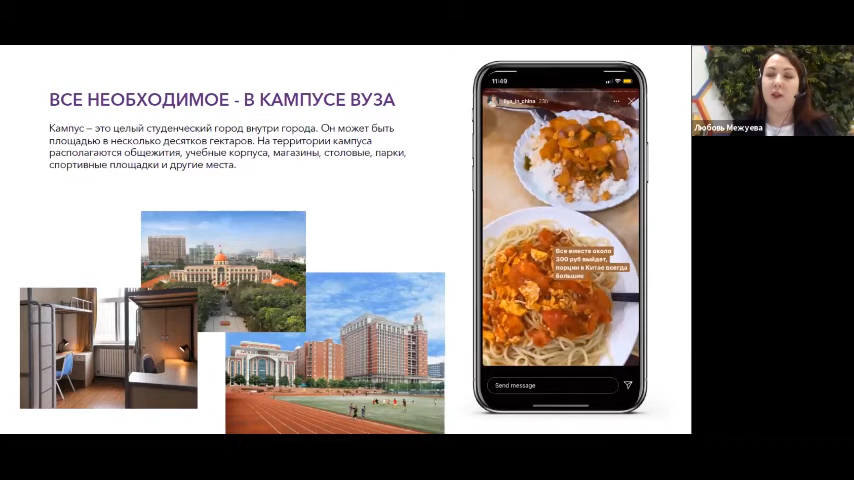 ВСЕ НЕОБХОДИМОЕ - В КАМПУСЕ ВУЗА
Кампус – это целый студенческий город внутри города. Он может быть
площадью в несколько десятков гектаров. На территории кампуса
располагаются общежития, учебные корпуса, магазины, столовые, парки,
спортивные площадки и другие места.
11:49
ilya_in_china 23h
Все вместе около
300 руб выйдет,
порции в Китае всегда
большие
Send message
Любовь Межуева